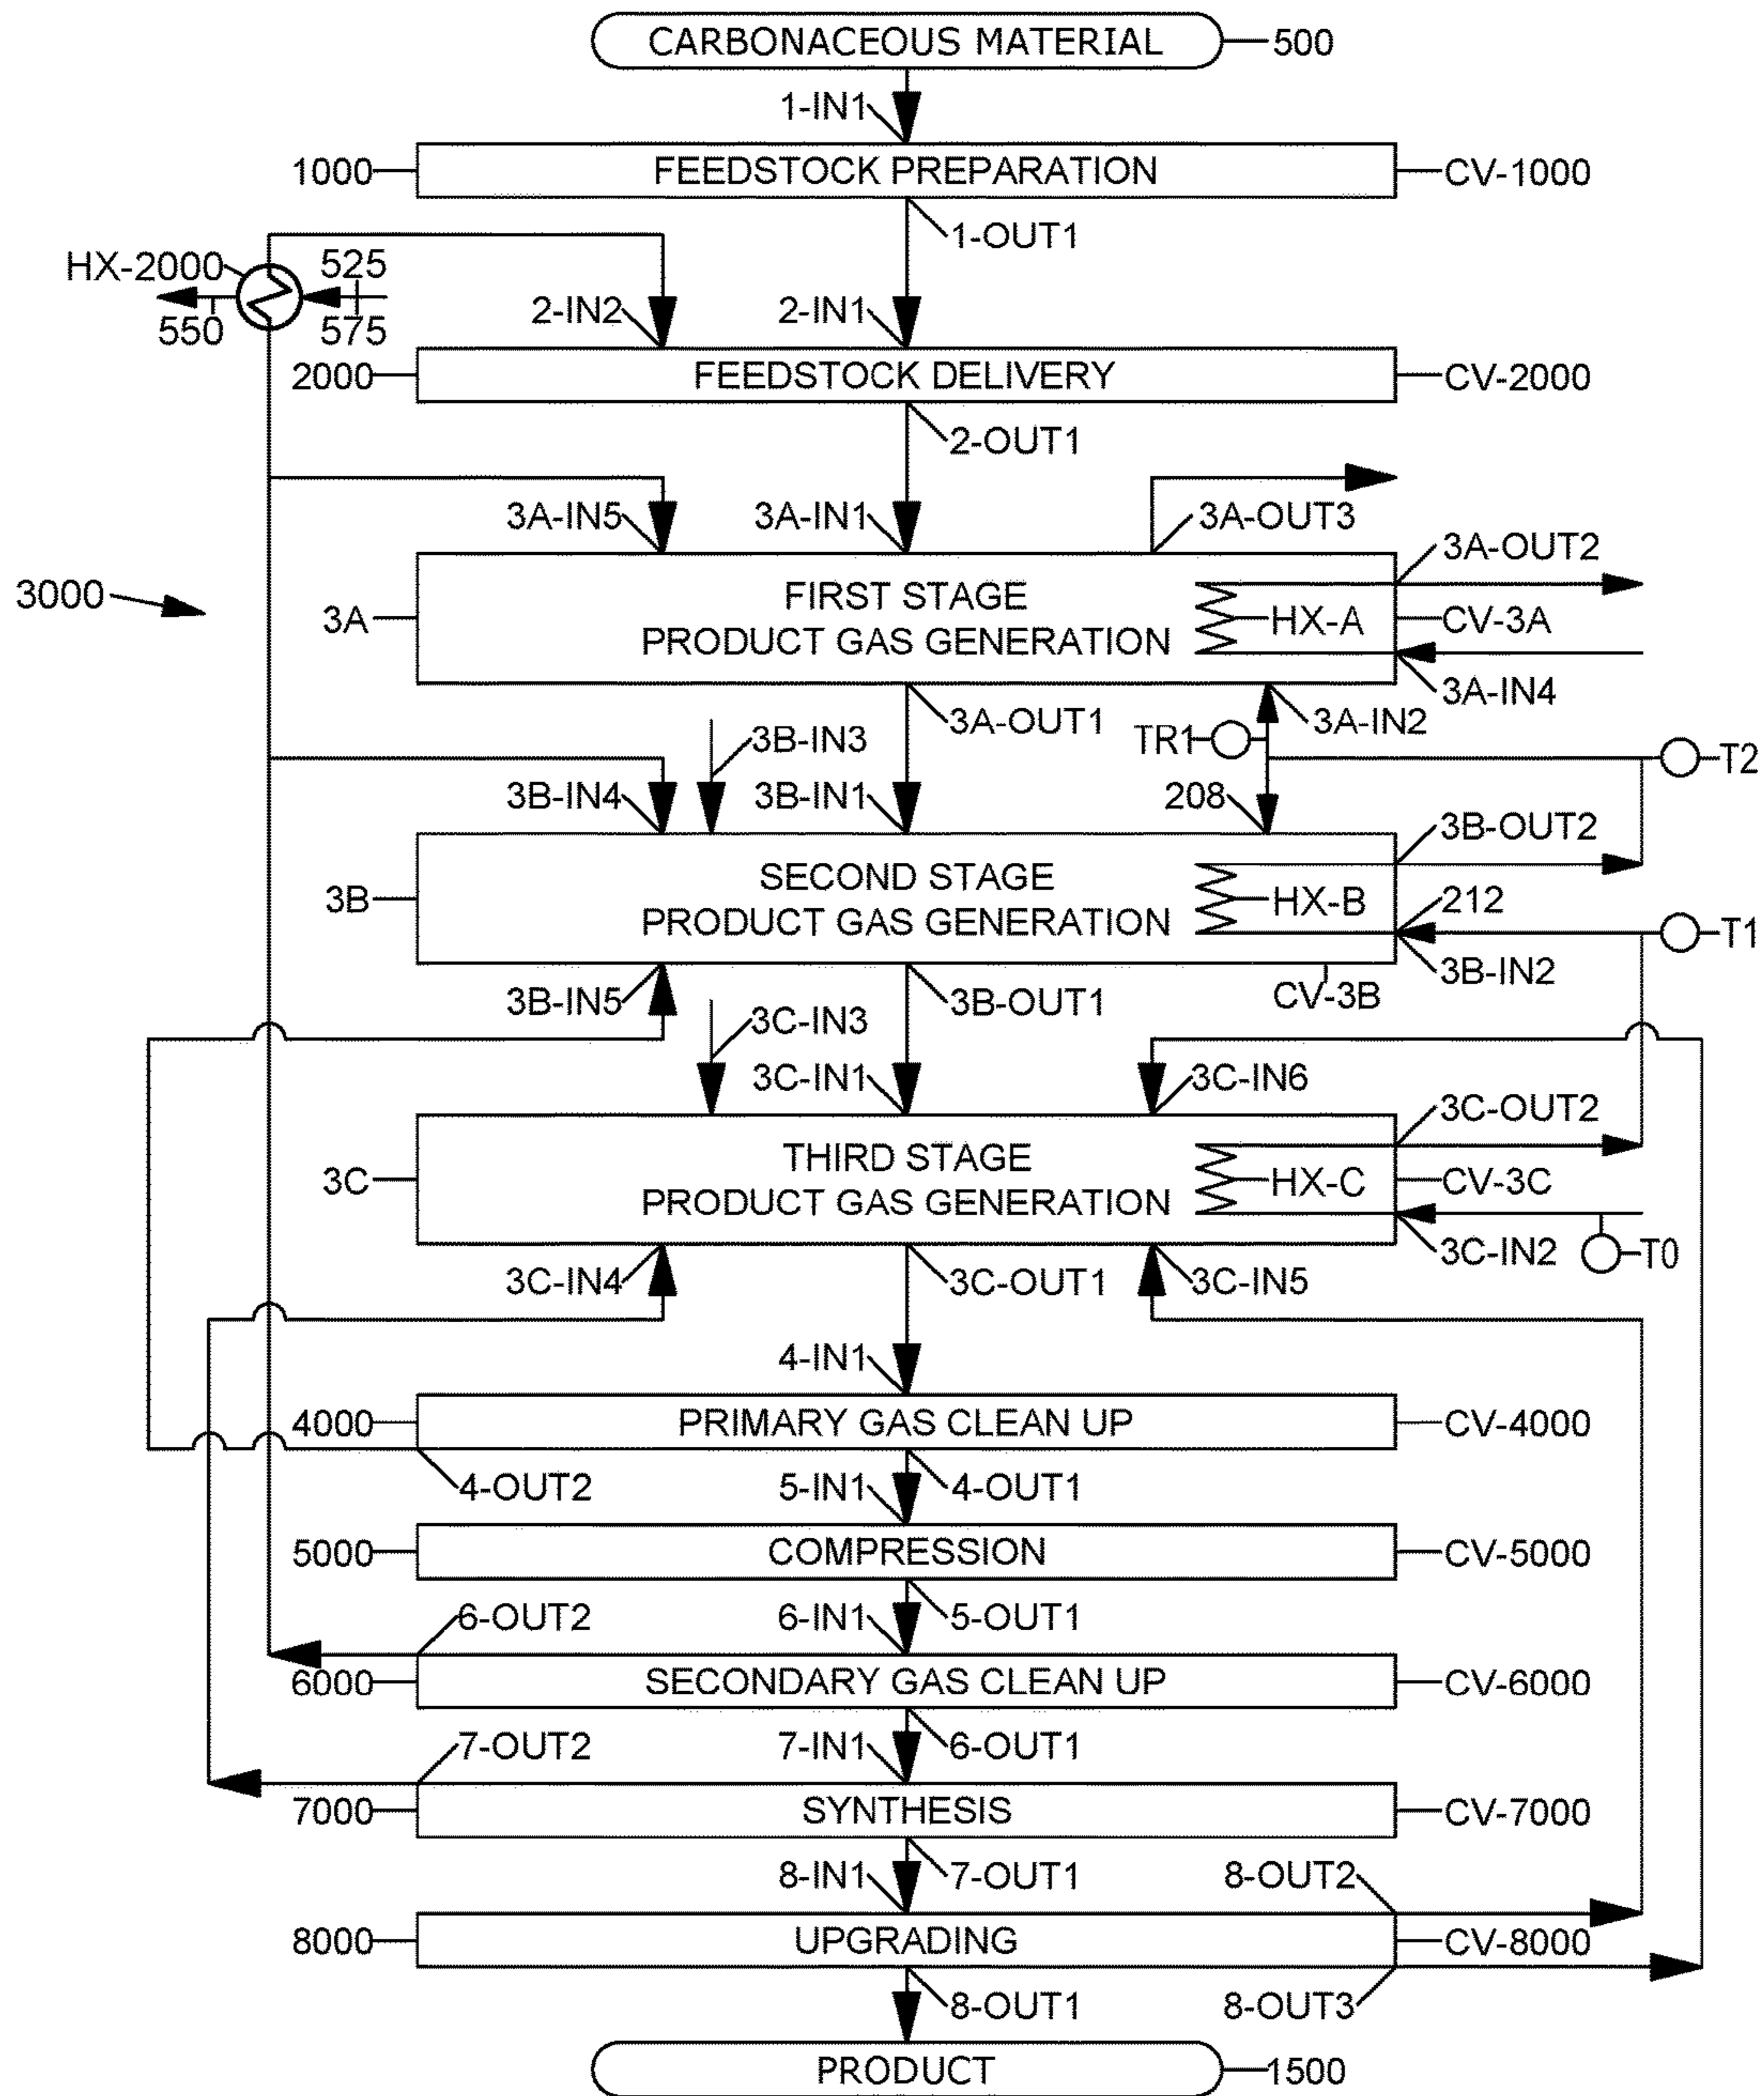 CARBONACEOUS MATERIAL
500
1-IN1
1000
FEEDSTOCK PREPARATION
CV-1000
1-OUT1
HX-2000
525
550
575
2-IN2
2-IN1
2000
FEEDSTOCK DELIVERY
CV-2000
2-OUT1
3A-IN5
3A-IN1
3A-OUT3
3A-OUT2
3000
3A
FIRST STAGE
PRODUCT GAS GENERATION
HX-A
CV-3A
3A-IN4
3A-OUT1
3A-IN2
3B-IN3
TR1
T2
3B-IN4
3B-IN1
208
3B-OUT2
3B
SECOND STAGE
PRODUCT GAS GENERATION
HX-B
212
T1
3B-IN2
3B-IN5
3B-OUT1
CV-3B
3C-IN3
3C-IN1
3C-IN6
3C-OUT2
3C
THIRD STAGE
PRODUCT GAS GENERATION
HX-C
CV-3C
3C-IN2
T0
3C-IN4
3C-OUT1
3C-IN5
4-IN1
4000
PRIMARY GAS CLEAN UP
CV-4000
4-OUT2
5-IN1
4-OUT1
5000
COMPRESSION
CV-5000
6-OUT2
6-IN1
5-OUT1
6000
SECONDARY GAS CLEAN UP
CV-6000
7-OUT2
7-IN1
6-OUT1
7000
SYNTHESIS
CV-7000
8-IN1
7-OUT1
8-OUT2
8000
UPGRADING
CV-8000
8-OUT1
8-OUT3
PRODUCT
1500